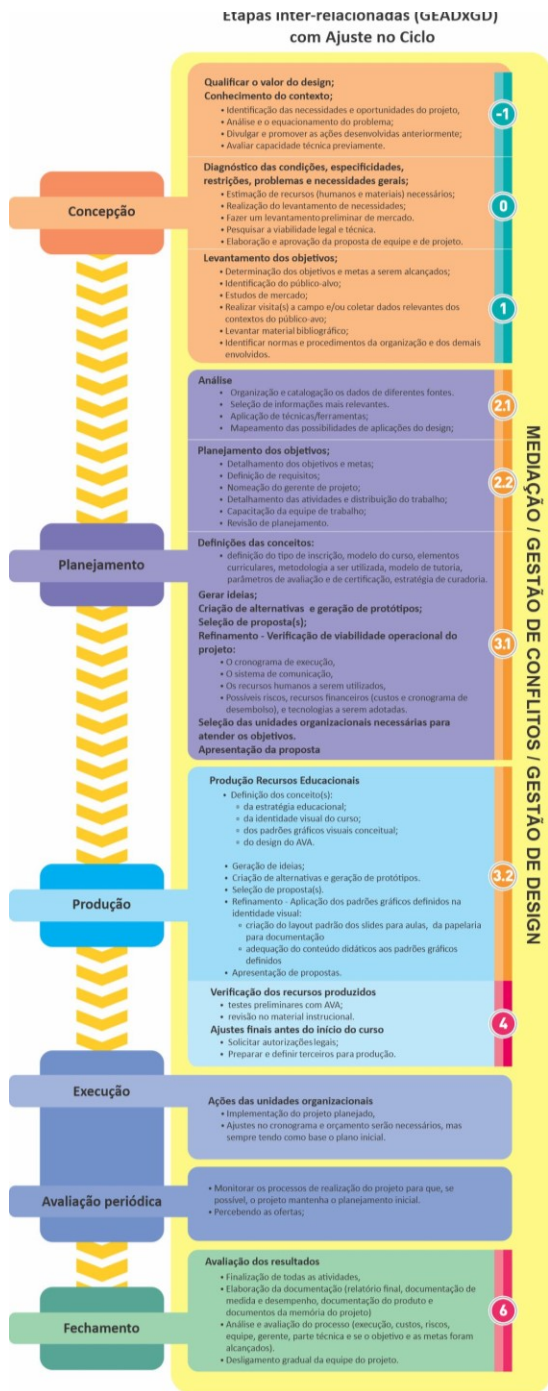 Etapas Inter-relacionadas (GEADxGD)
com Ajuste no Ciclo
Qualificar o valor do design;
Conhecimento do contexto;
• Identificação das necessidades e oportunidades do projeto,
• Análise e o equacionamento do problema;
• Divulgar e promover as ações desenvolvidas anteriormente;
• Avaliar capacidade técnica previamente.
-1
Concepção
Diagnóstico das condições, especificidades,
restrições, problemas e necessidades gerais;
• Estimação de recursos (humanos e materiais) necessários;
• Realização do levantamento de necessidades;
• Fazer um levantamento preliminar de mercado.
• Pesquisar a viabilidade legal e técnica.
• Elaboração e aprovação da proposta de equipe e de projeto.
0
Levantamento dos objetivos;
• Determinação dos objetivos e metas a serem alcançados;
• Identificação do público-alvo;
• Estudos de mercado;
• Realizar visita(s) a campo e/ou coletar dados relevantes dos
contextos do público-avo;
• Levantar material bibliográfico;
• Identificar normas e procedimentos da organização e dos demais
envolvidos.
1
Análise
• Organização e catalogação os dados de diferentes fontes.
• Seleção de informações mais relevantes.
• Aplicação de técnicas/ferramentas;
• Mapeamento das possibilidades de aplicações do design;
2.1
Planejamento dos objetivos;
• Detalhamento dos objetivos e metas;
• Definição de requisitos;
• Nomeação do gerente de projeto;
• Detalhamento das atividades e distribuição do trabalho;
• Capacitação da equipe de trabalho;
• Revisão de planejamento.
2.2
Planejamento
Definições das conceitos:
• definição do tipo de inscrição, modelo do curso, elementos
curriculares, metodologia a ser utilizada, modelo de tutoria,
parâmetros de avaliação e de certificação, estratégia de curadoria.
Gerar ideias;
Criação de alternativas e geração de protótipos;
Seleção de proposta(s);
Refinamento - Verificação de viabilidade operacional do
projeto:
• O cronograma de execução,
• O sistema de comunicação,
• Os recursos humanos a serem utilizados,
• Possíveis riscos, recursos financeiros (custos e cronograma de
desembolso), e tecnologias a serem adotadas.
Seleção das unidades organizacionais necessárias para
atender os objetivos.
Apresentação da proposta
3.1
Produção
Produção Recursos Educacionais
• Definição dos conceito(s):
da estratégia educacional;
da identidade visual do curso;
dos padrões gráficos visuais conceitual;
do design do AVA.
• Geração de ideias;
• Criação de alternativas e geração de protótipos.
• Seleção de proposta(s).
• Refinamento - Aplicação dos padrões gráficos definidos na
identidade visual:
criação do layout padrão dos slides para aulas, da papelaria
para documentação
adequação do conteúdo didáticos aos padrões gráficos
definidos
• Apresentação de propostas.
3.2
Verificação dos recursos produzidos
• testes preliminares com AVA;
• revisão no material instrucional.
Ajustes finais antes do início do curso
• Solicitar autorizações legais;
• Preparar e definir terceiros para produção.
4
Execução
Ações das unidades organizacionais
• Implementação do projeto planejado,
• Ajustes no cronograma e orçamento serão necessários, mas
sempre tendo como base o plano inicial.
Avaliação periódica
• Monitorar os processos de realização do projeto para que, se
possível, o projeto mantenha o planejamento inicial.
• Percebendo as ofertas;
Fechamento
Avaliação dos resultados
• Finalização de todas as atividades,
• Elaboração da documentação (relatório final, documentação de
medida e desempenho, documentação do produto e
documentos da memória do projeto)
• Análise e avaliação do processo (execução, custos, riscos,
equipe, gerente, parte técnica e se o objetivo e as metas foram
alcançados).
• Desligamento gradual da equipe do projeto.
6
MEDIAÇÃO / GESTÃO DE CONFLITOS / GESTÃO DE DESIGN